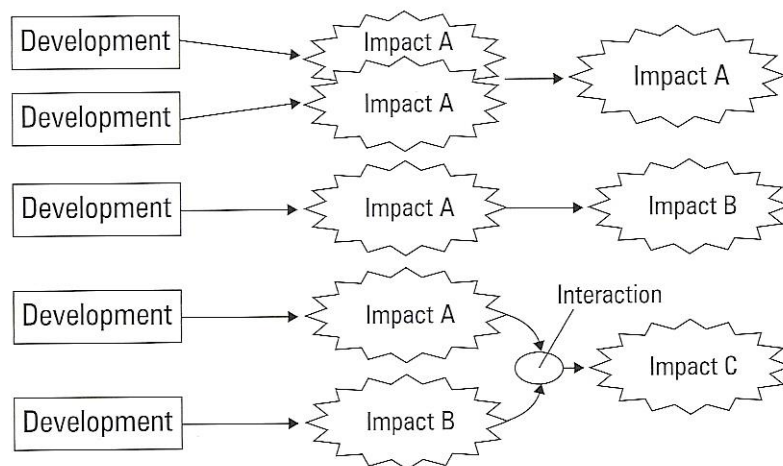 Development
Impact A
Impact A
Development
Impact A
Development
Impact A
Impact B
Development
Impact A
Interaction
Impact C
Development
Impact B